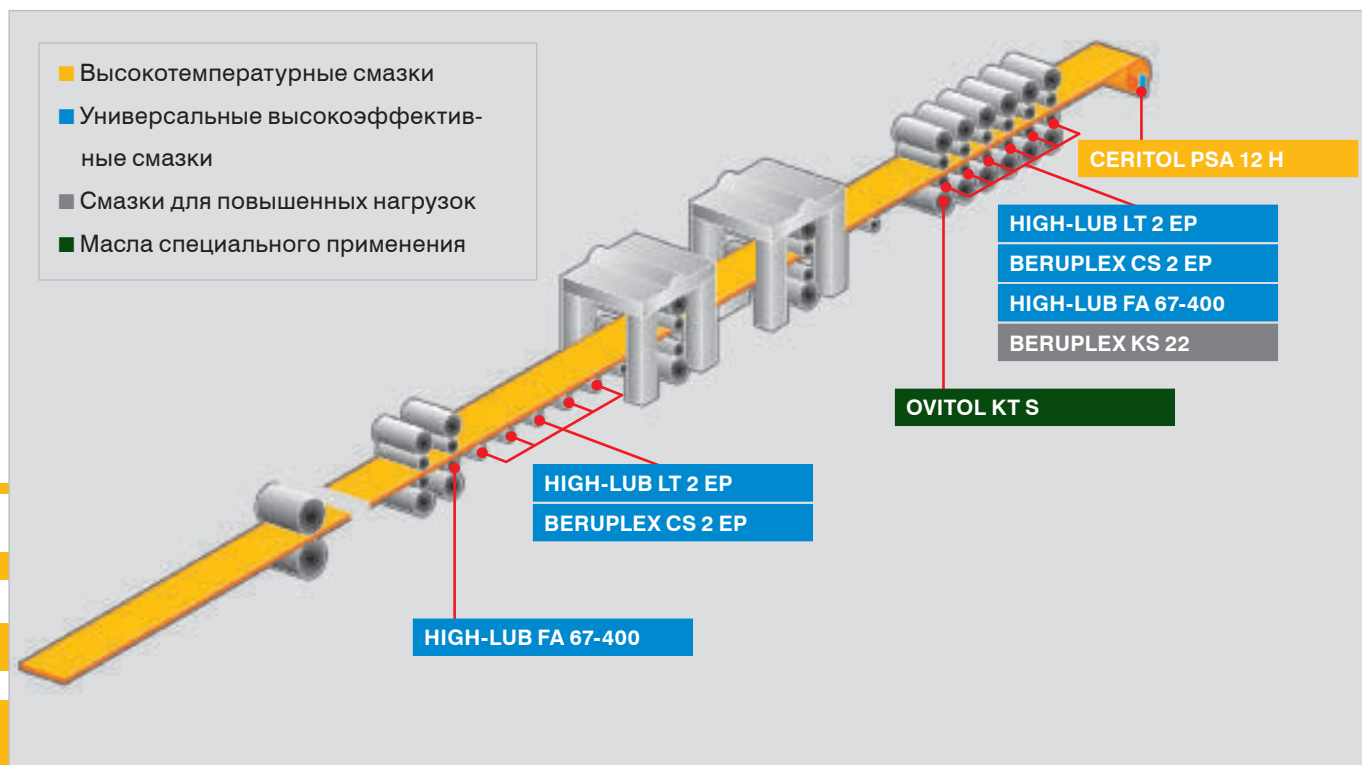 Высокотемпературные смазки
Универсальные высокоэффектив-
ные смазки
Смазки для повышенных нагрузок
Масла специального применения
CERITOL PSA 12 H
HIGH-LUB LT 2 EP
BERUPLEX CS 2 EP
HIGH-LUB FA 67-400
BERUPLEX KS 22
OVITOL KT S
HIGH-LUB LT 2 EP
BERUPLEX CS 2 EP
HIGH-LUB FA 67-400